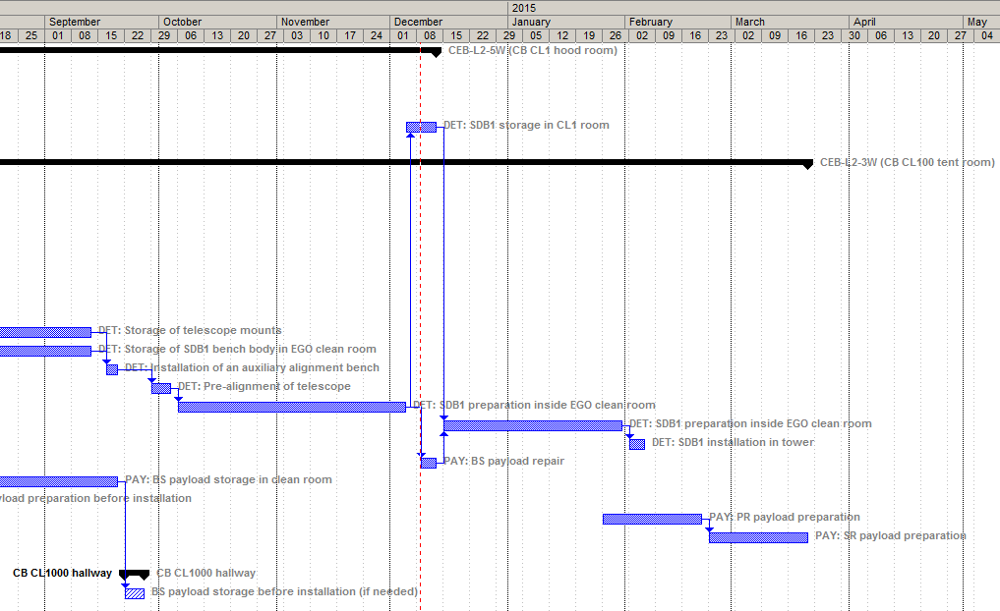 2015
September October November December January February March April May
18 25 01 08 15 22 29 06 13 20 27 03 10 17 24 01 08 15 22 29 05 12 19 26 02 09 16 23 02 09 16 23 30 06 13 20 27 04
CEB-L2-5W (CB CL1 hood room)
DET: SDB1 storage in CL1 room
CEB-L2-3W (CB CL100 tent room)
DET: Storage of telescope mounts
DET: Storage of SDB1 bench body in EGO clean room
DET: Installation of an auxiliary alignment bench
DET: Pre-alignment of telescope
DET: SDB1 preparation inside EGO clean room
DET: SDB1 preparation inside EGO clean room
DET: SDB1 installation in tower
PAY: BS payload repair
PAY: BS payload storage in clean room
yload preparation before installation
PAY: PR payload preparation
PAY: SR payload preparation
CB CL1000 hallway CB CL1000 hallway
BS payload storage before installation (if needed)